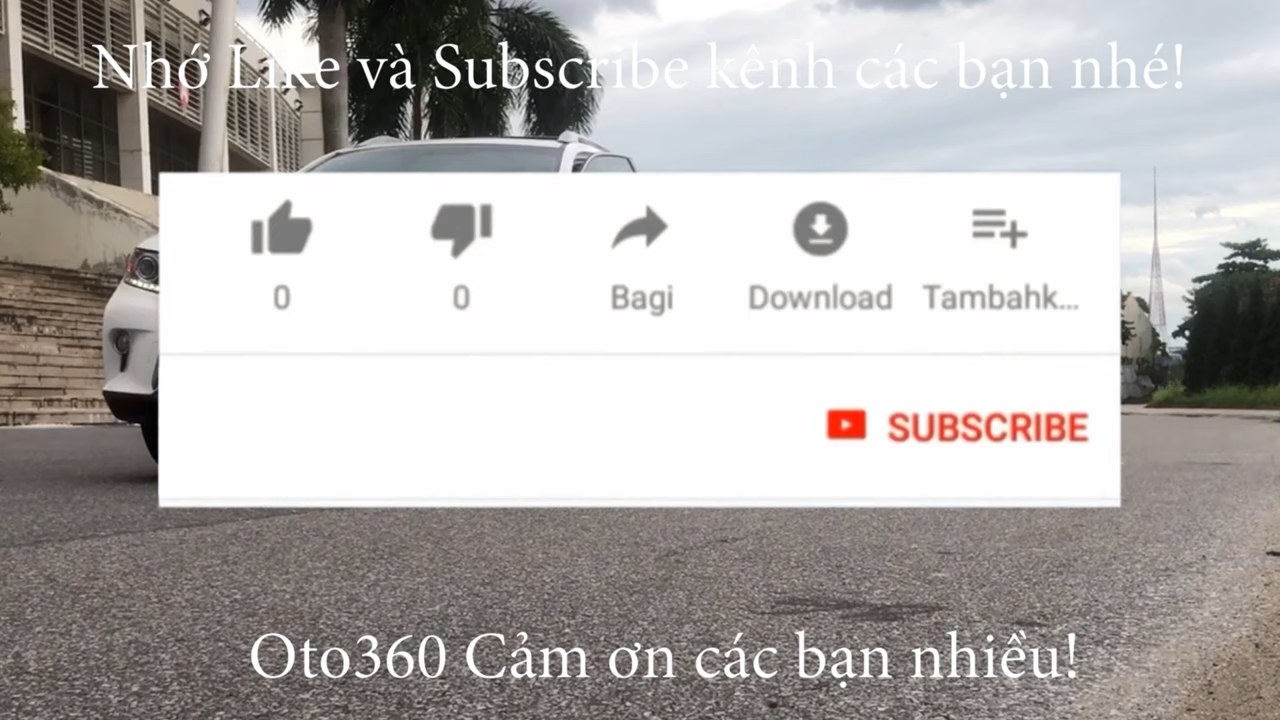 Nhớ Like và Subscribe kênh các bạn nhé!
0 0 Bagi Download Tambahk...
SUBSCRIBE
Oto360 Cảm ơn các bạn nhiều!